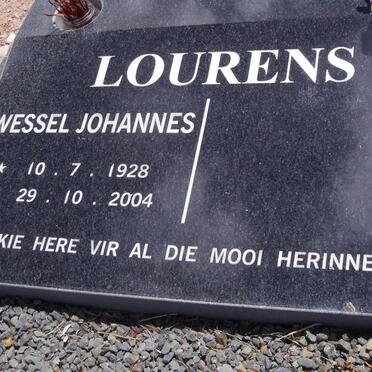 LOURENS
WESSEL JOHANNES
* 10 . 7 . 1928
29 . 10 . 2004
KIE HERE VIR AL DIE MOOI HERINNE